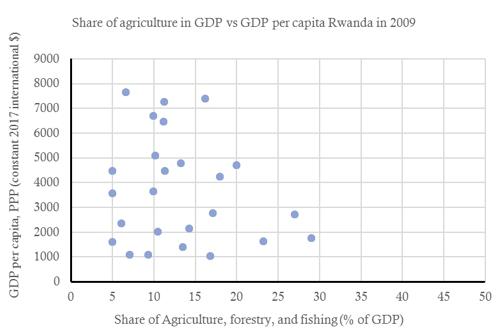 Share of agriculture in GDP vs GDP per capita Rwanda in 2009
GDP per capita, PPP (constant 2017 international $)
9000
8000
7000
6000
5000
4000
3000
2000
1000
0
0 5 10 15 20 25 30 35 40 45 50
Share of Agriculture, forestry, and fishing (% of GDP)